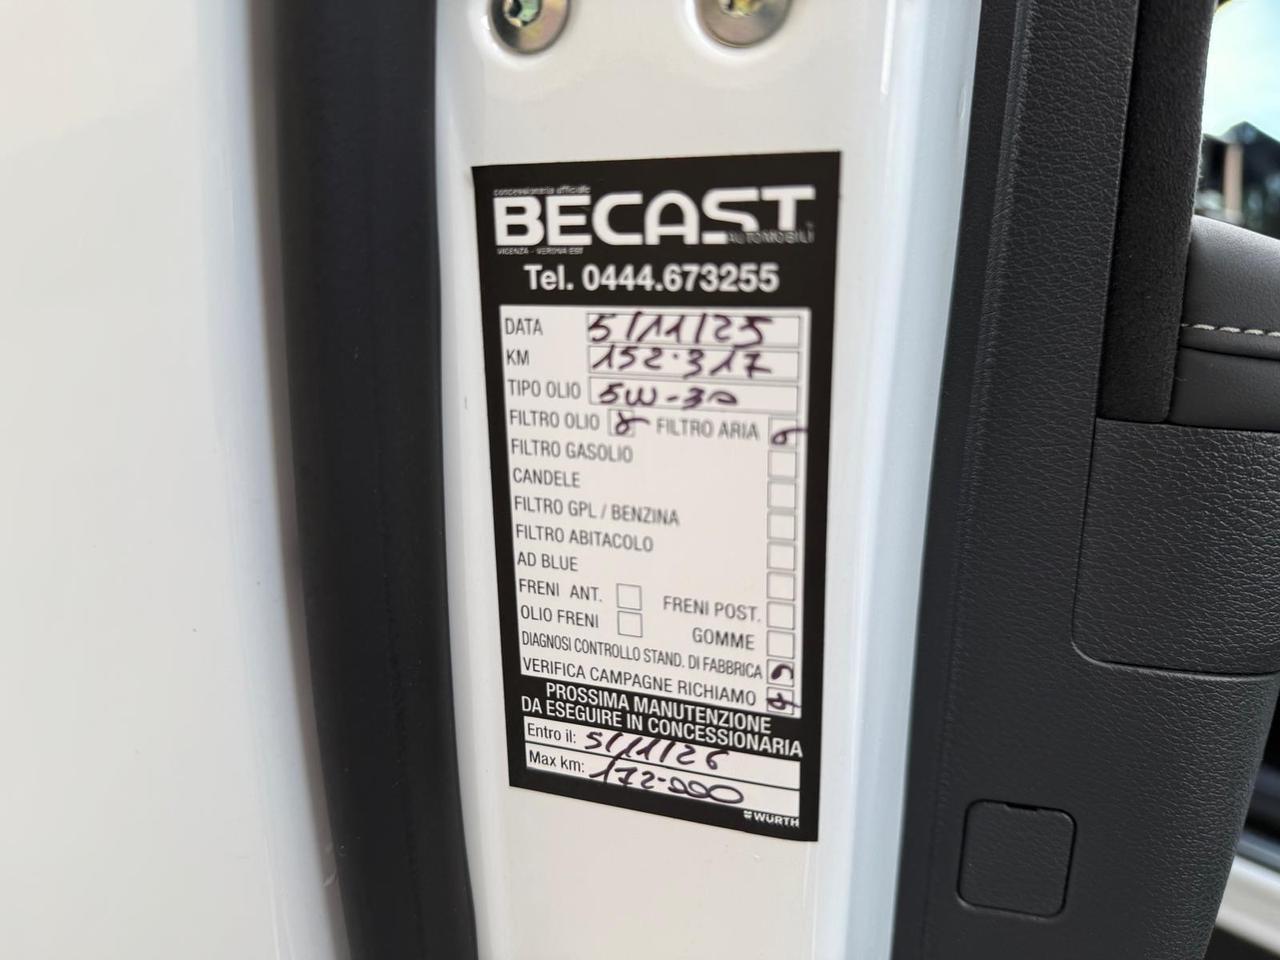 concessionaria ufficiale
BECAST
AUTOMOBILI
VICENZA - VERONA EST
Tel. 0444.673255
DATA 5/11/25
KM 152.317
TIPO OLIO 5W-30
FILTRO OLIO FILTRO ARIA
FILTRO GASOLIO
CANDELE
FILTRO GPL / BENZINA
FILTRO ABITACOLO
AD BLUE
FRENI ANT. FRENI POST.
OLIO FRENI GOMME
DIAGNOSI CONTROLLO STAND. DI FABBRICA
VERIFICA CAMPAGNE RICHIAMO
PROSSIMA MANUTENZIONE
DA ESEGUIRE IN CONCESSIONARIA
Entro il: 5/11/26
Max km: 172.000
WÜRTH